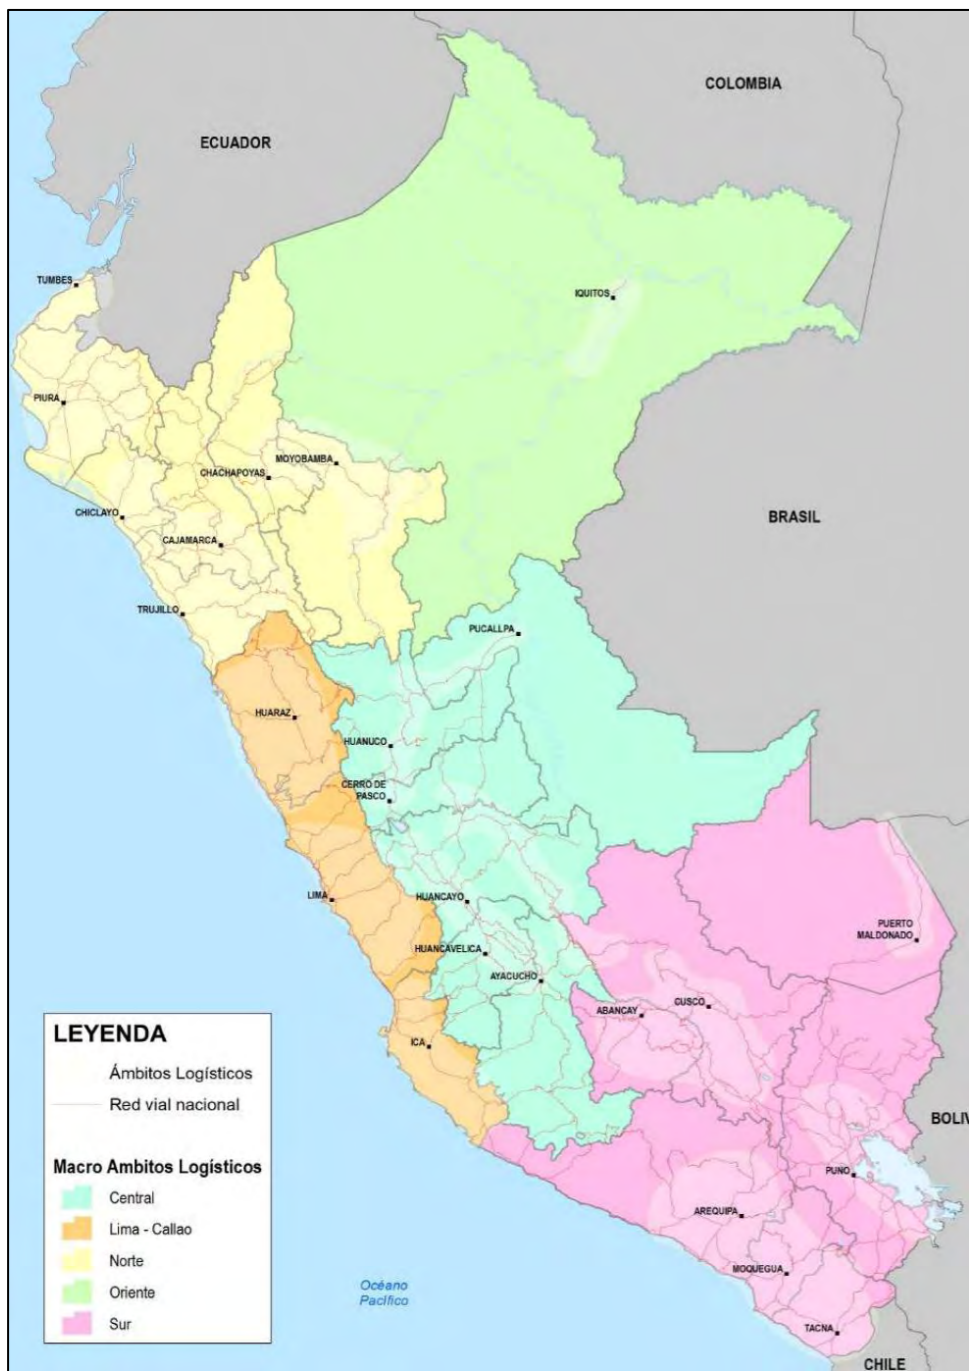 COLOMBIA
ECUADOR
TUMBES
IQUITOS
PIURA
MOYOBAMBA
CHACHAPOYAS
CHICLAYO
BRASIL
CAJAMARCA
TRUJILLO
PUCALLPA
HUARAZ
HUANUCO
CERRO DE
PASCO
LIMA
HUANCAYO
PUERTO
MALDONADO
HUANCAVELICA
AYACUCHO
CUSCO
ABANCAY
ICA
LEYENDA
Ámbitos Logísticos
Red vial nacional
Macro Ambitos Logísticos
Central
Lima - Callao
Norte
Oriente
Sur
BOLIV
PUNO
AREQUIPA
MOQUEGUA
Océano
Pacífico
TACNA
CHILE